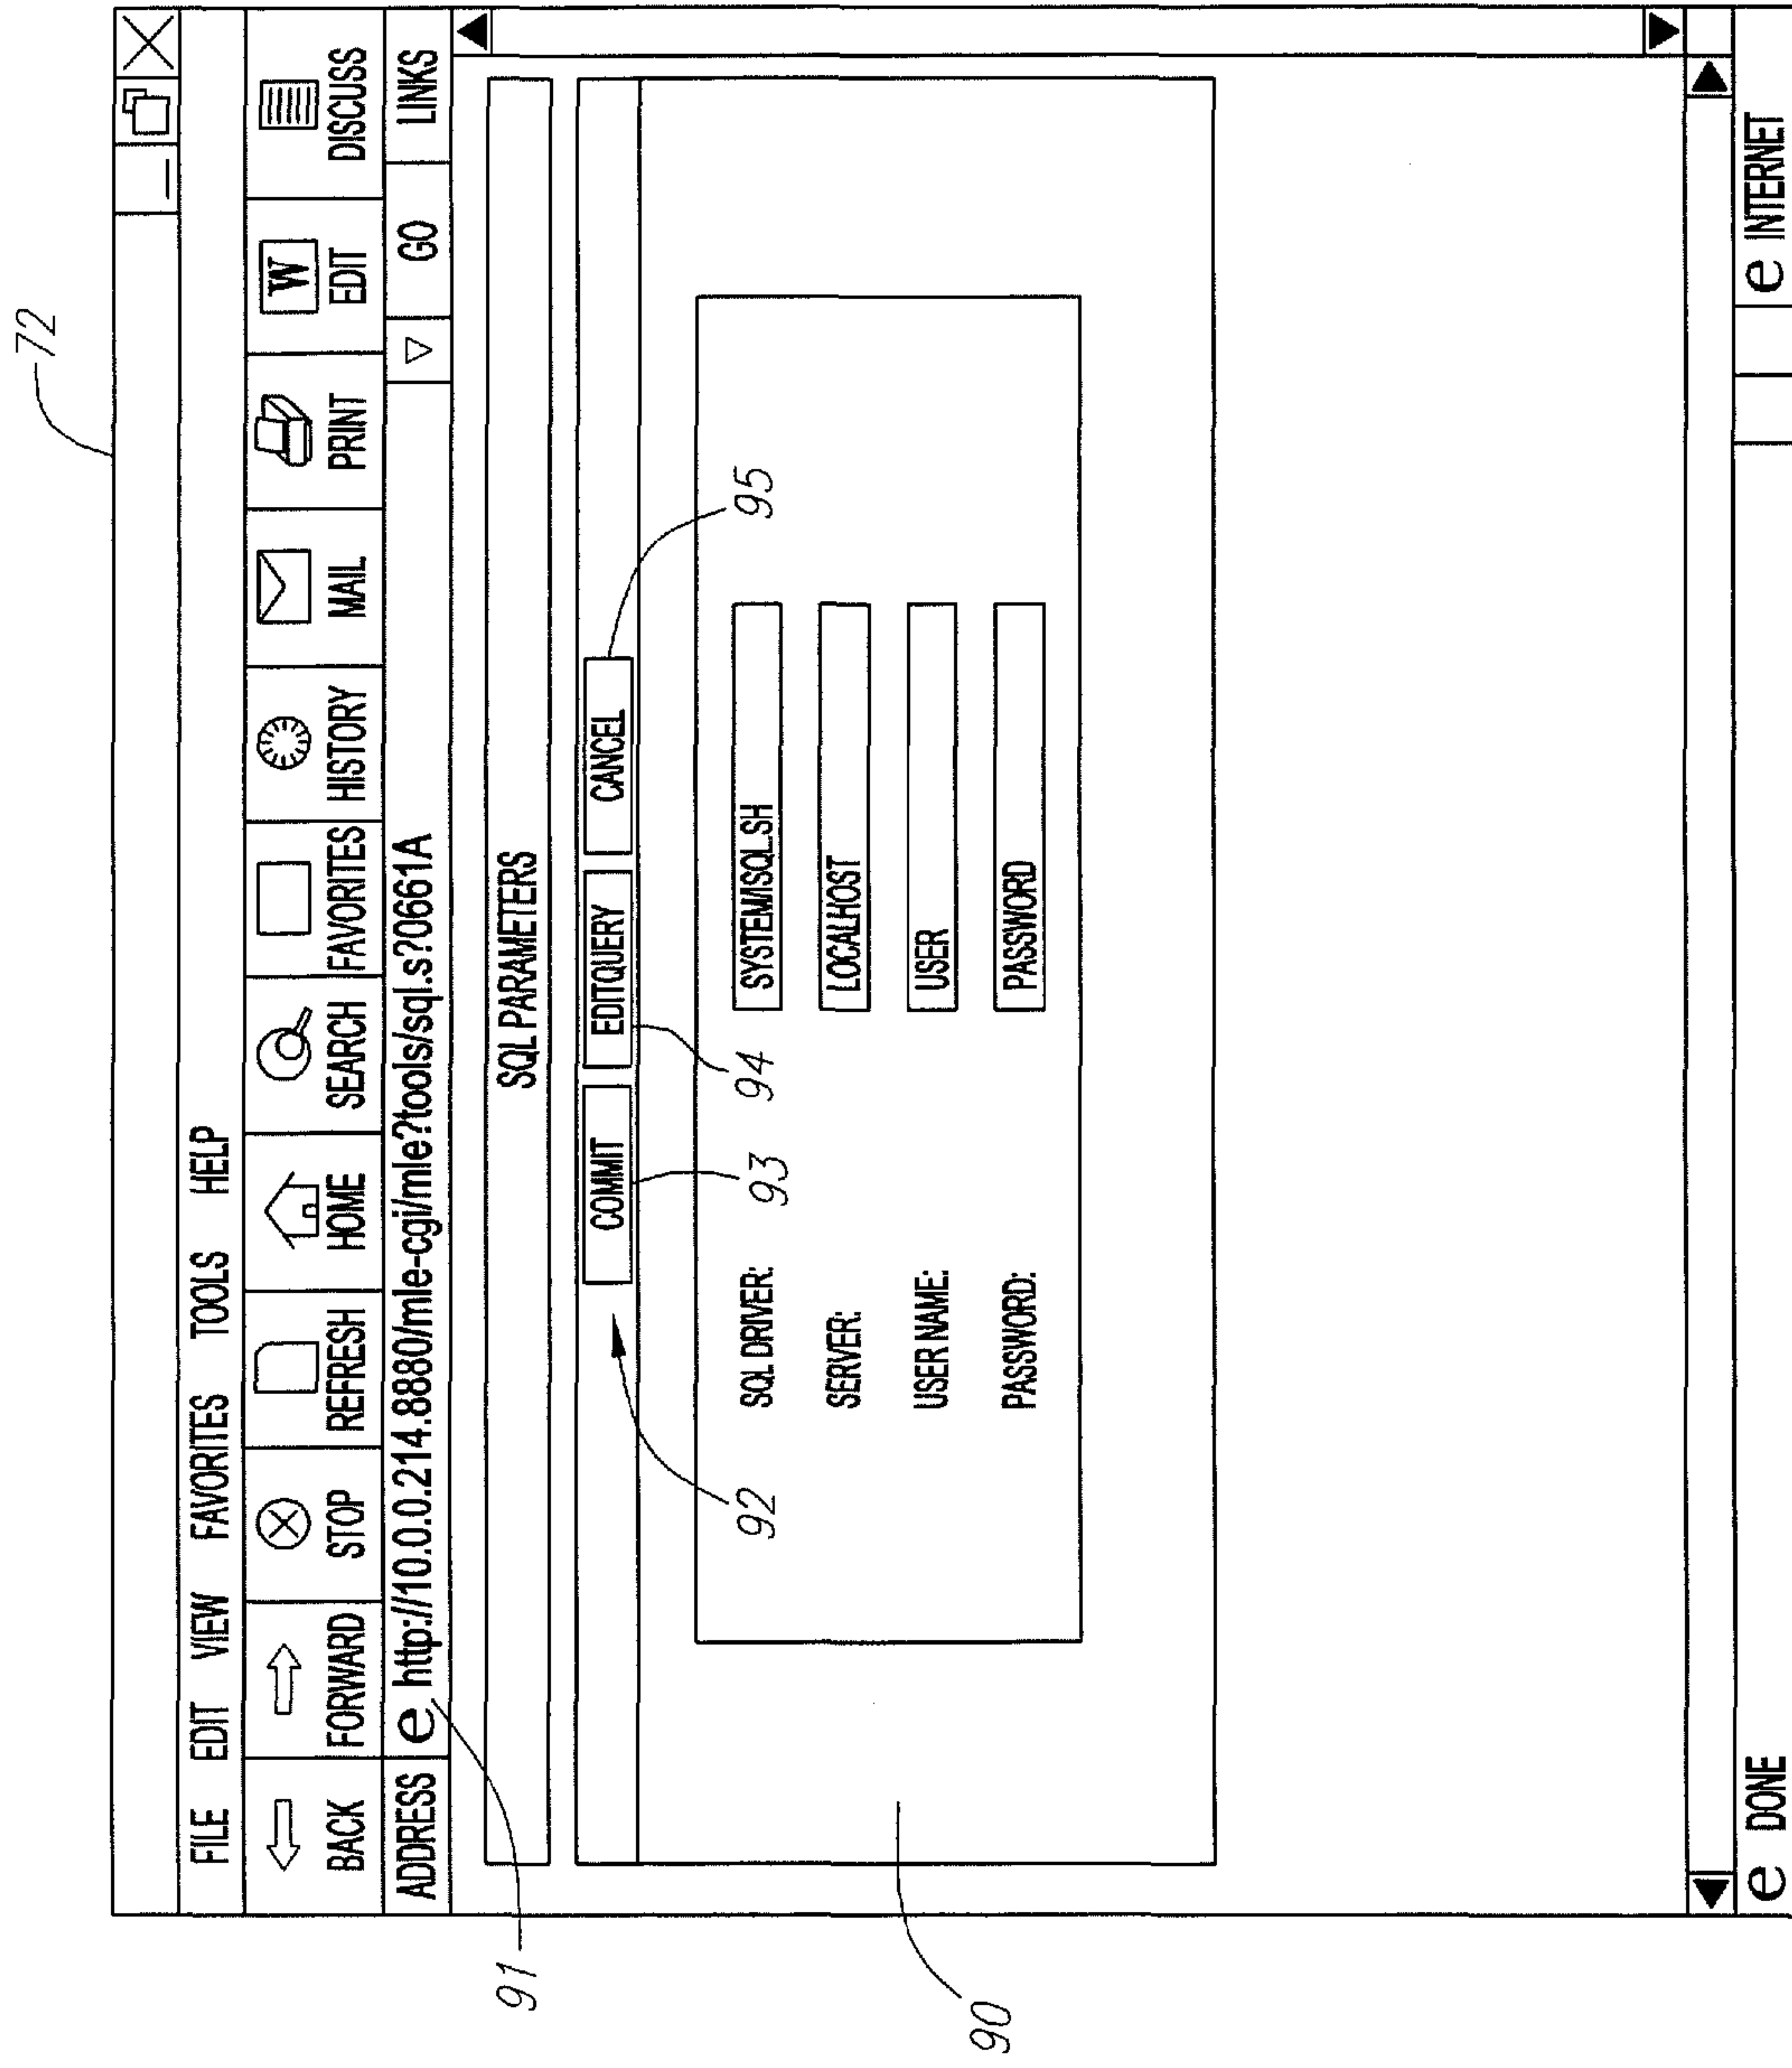 72
FILE EDIT VIEW FAVORITES TOOLS HELP
BACK FORWARD STOP REFRESH HOME SEARCH FAVORITES HISTORY MAIL PRINT W EDIT DISCUSS
ADDRESS e http://10.0.0.214.8880/mle-cgi/mle?tools/sql.s?0661A GO LINKS
91
SQL PARAMETERS
COMMIT EDITQUERY CANCEL
92 93 94 95
SQL DRIVER: SYSTEM/ISQL.SH
SERVER: LOCALHOST
USER NAME: USER
PASSWORD: PASSWORD
90
e DONE e INTERNET